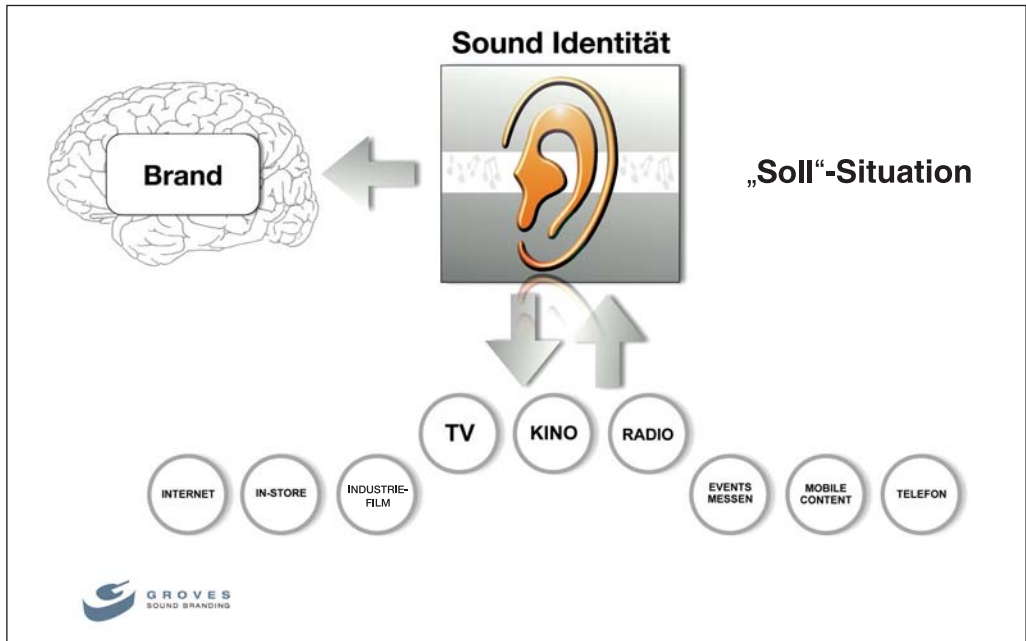 Sound Identität
Brand
„Soll“-Situation
TV
KINO
RADIO
INTERNET
IN-STORE
INDUSTRIE-
FILM
EVENTS
MESSEN
MOBILE
CONTENT
TELEFON
GROVES
SOUND BRANDING